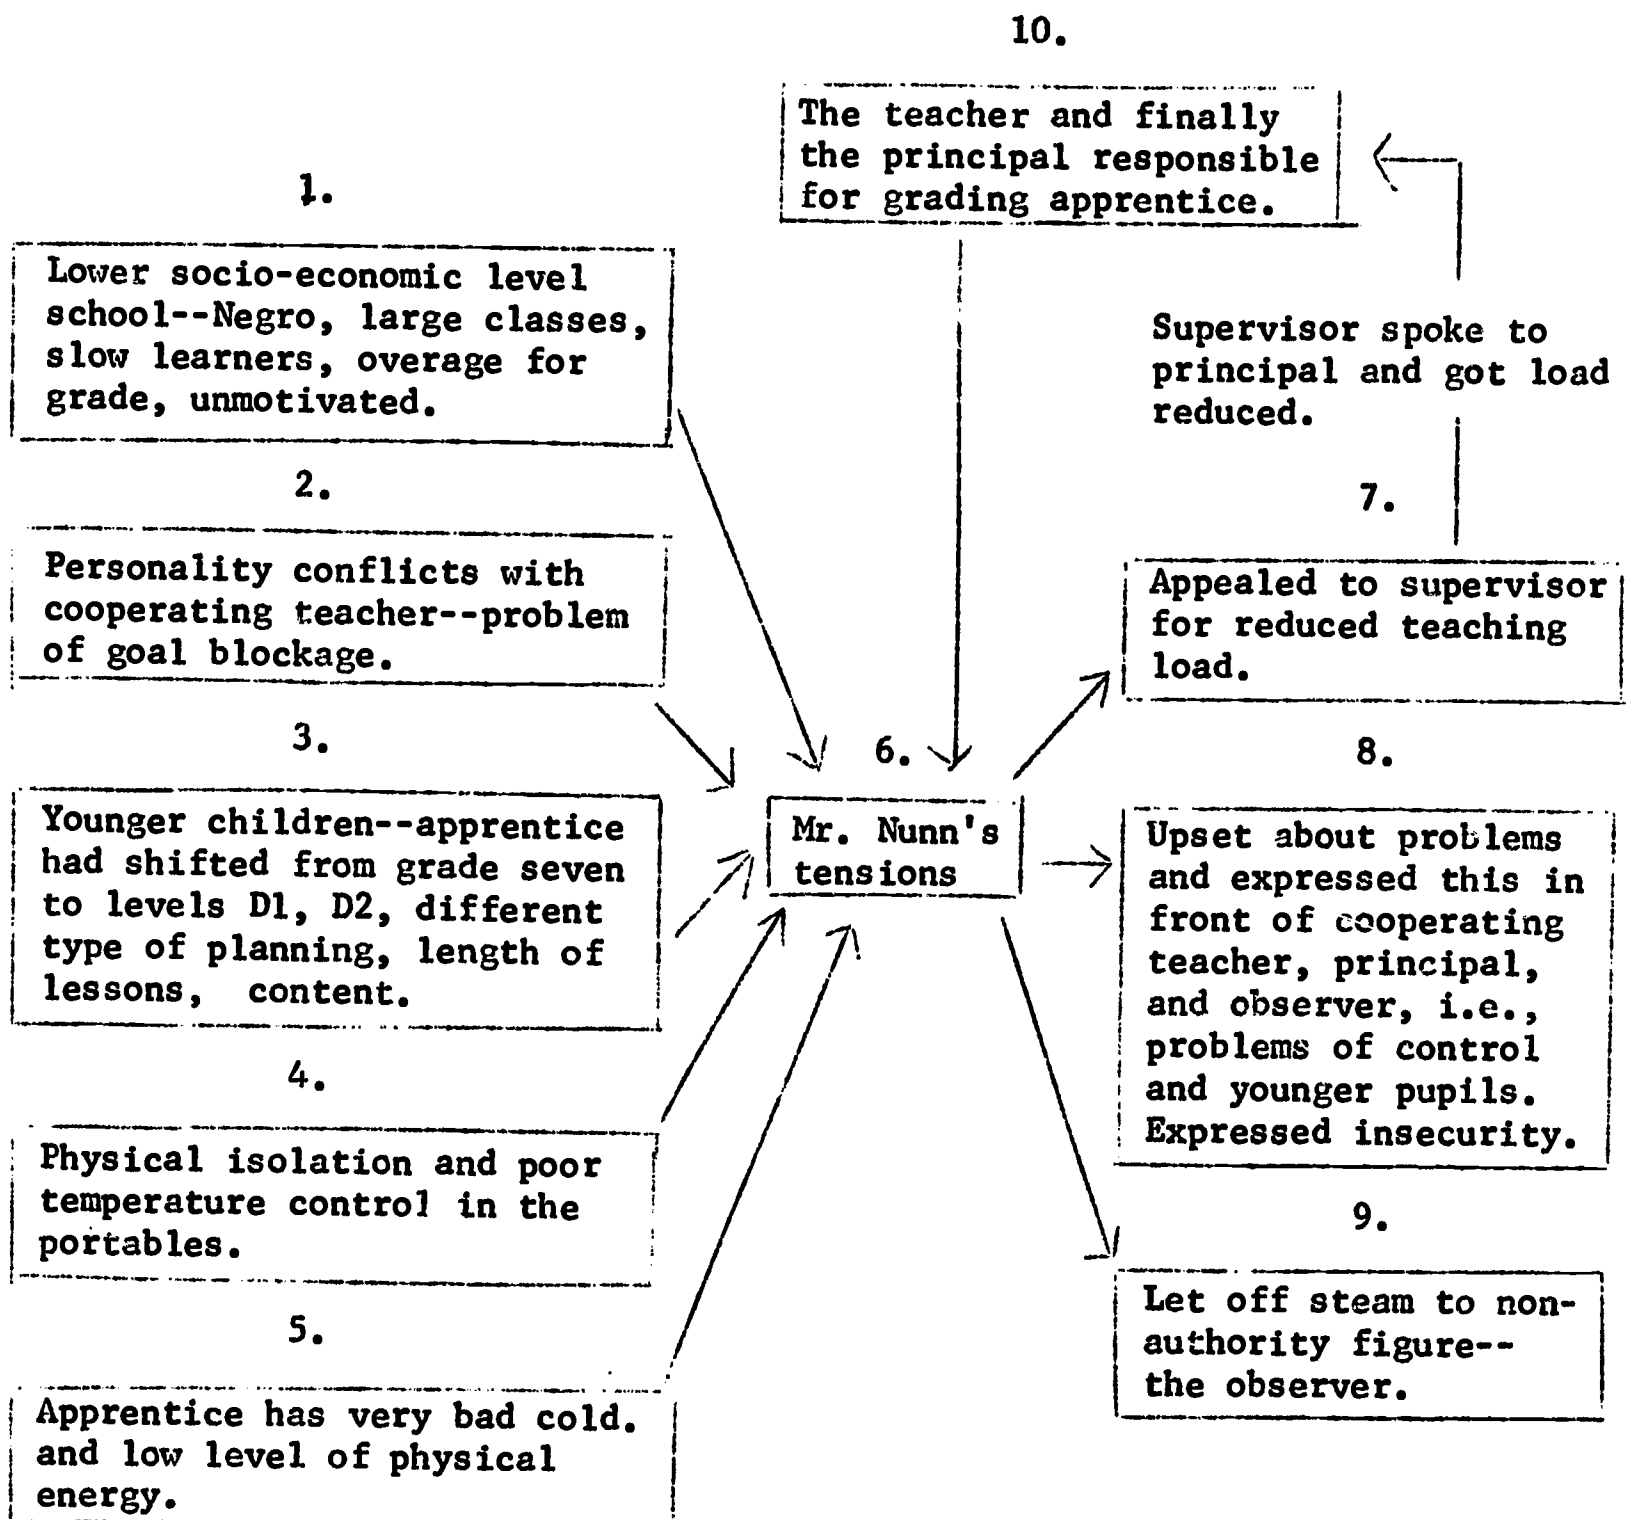 10.
The teacher and finally
the principal responsible
for grading apprentice.
1.
Lower socio-economic level
school--Negro, large classes,
slow learners, overage for
grade, unmotivated.
2.
Personality conflicts with
cooperating teacher--problem
of goal blockage.
3.
Younger children--apprentice
had shifted from grade seven
to levels D1, D2, different
type of planning, length of
lessons, content.
4.
Physical isolation and poor
temperature control in the
portables.
5.
Apprentice has very bad cold.
and low level of physical
energy.
6.
Mr. Nunn's
tensions
Supervisor spoke to
principal and got load
reduced.
7.
Appealed to supervisor
for reduced teaching
load.
8.
Upset about problems
and expressed this in
front of cooperating
teacher, principal,
and observer, i.e.,
problems of control
and younger pupils.
Expressed insecurity.
9.
Let off steam to non-
authority figure--
the observer.